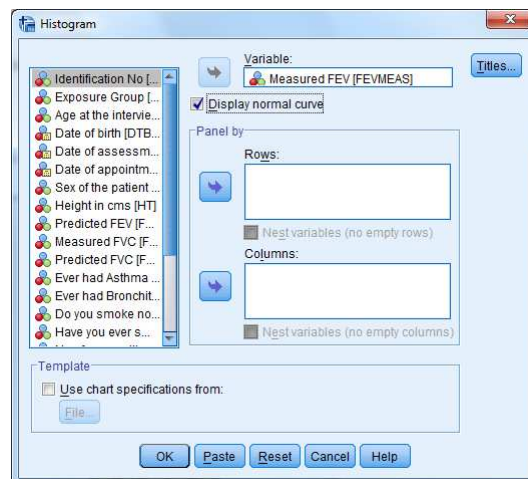 Histogram
Variable:
Measured FEV [FEVMEAS]
Titles...
Display normal curve
Identification No [...
Exposure Group [...
Age at the intervie...
Date of birth [DTB...
Date of assessm...
Date of appointm...
Sex of the patient ...
Height in cms [HT]
Predicted FEV [F...
Measured FVC [F...
Predicted FVC [F...
Ever had Asthma ...
Ever had Bronchit...
Do you smoke no...
Have you ever s...
Panel by
Rows:
Nest variables (no empty rows)
Columns:
Nest variables (no empty columns)
Template
Use chart specifications from:
File...
OK Paste Reset Cancel Help